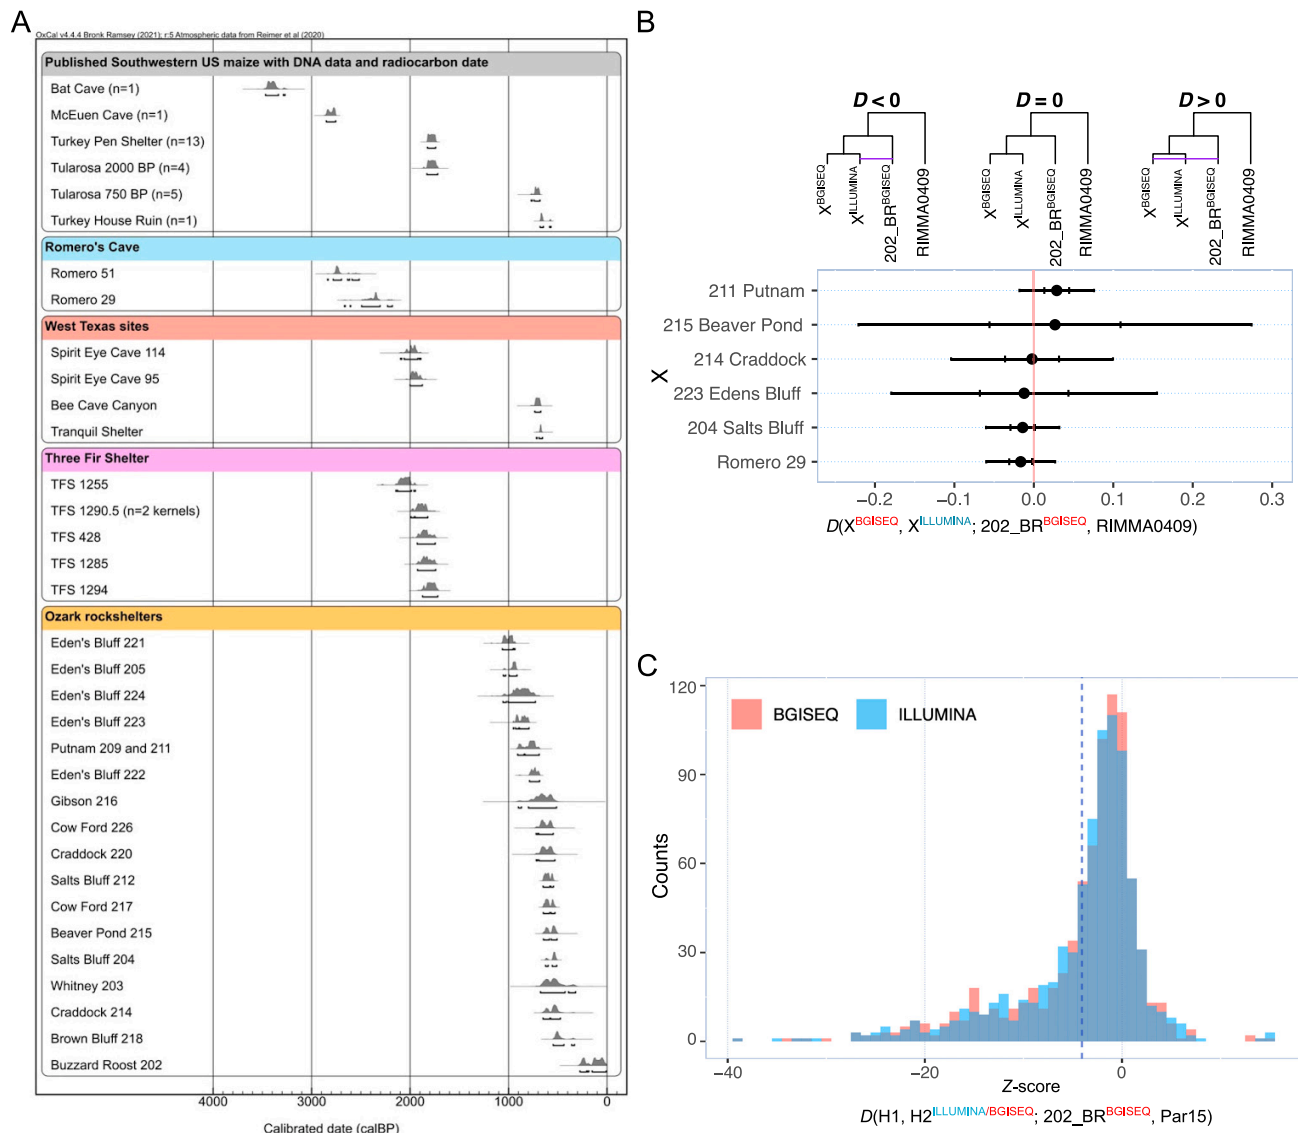 A
OxCal v4.4.4 Bronk Ramsey (2021); r:5 Atmospheric data from Reimer et al (2020)
Published Southwestern US maize with DNA data and radiocarbon date
Bat Cave (n=1)
McEuen Cave (n=1)
Turkey Pen Shelter (n=13)
Tularosa 2000 BP (n=4)
Tularosa 750 BP (n=5)
Turkey House Ruin (n=1)
Romero's Cave
Romero 51
Romero 29
West Texas sites
Spirit Eye Cave 114
Spirit Eye Cave 95
Bee Cave Canyon
Tranquil Shelter
Three Fir Shelter
TFS 1255
TFS 1290.5 (n=2 kernels)
TFS 428
TFS 1285
TFS 1294
Ozark rockshelters
Eden's Bluff 221
Eden's Bluff 205
Eden's Bluff 224
Eden's Bluff 223
Putnam 209 and 211
Eden's Bluff 222
Gibson 216
Cow Ford 226
Craddock 220
Salts Bluff 212
Cow Ford 217
Beaver Pond 215
Salts Bluff 204
Whitney 203
Craddock 214
Brown Bluff 218
Buzzard Roost 202
4000 3000 2000 1000 0
Calibrated date (calBP)
B
D < 0 D = 0 D > 0
X^BGISEQ X^ILLUMINA 202_BR^BGISEQ RIMMA0409
X^BGISEQ X^ILLUMINA 202_BR^BGISEQ RIMMA0409
X^BGISEQ X^ILLUMINA 202_BR^BGISEQ RIMMA0409
X
211 Putnam
215 Beaver Pond
214 Craddock
223 Edens Bluff
204 Salts Bluff
Romero 29
−0.2 −0.1 0.0 0.1 0.2 0.3
D(X^BGISEQ, X^ILLUMINA; 202_BR^BGISEQ, RIMMA0409)
C
BGISEQ ILLUMINA
Counts
120
90
60
30
0
−40 −20 0
Z-score
D(H1, H2^ILLUMINA/BGISEQ; 202_BR^BGISEQ, Par15)